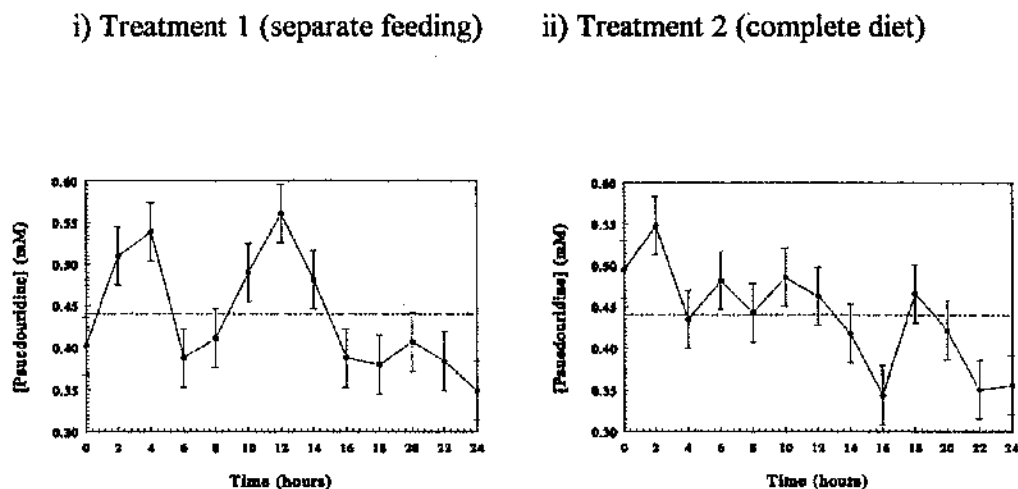 i) Treatment 1 (separate feeding) ii) Treatment 2 (complete diet)
[Psuedouridine] (mM)
0.60
0.55
0.50
0.45
0.40
0.35
0.30
0 2 4 6 8 10 12 14 16 18 20 22 24
Time (hours)
[Psuedouridine] (mM)
0.60
0.55
0.50
0.45
0.40
0.35
0.30
0 2 4 6 8 10 12 14 16 18 20 22 24
Time (hours)